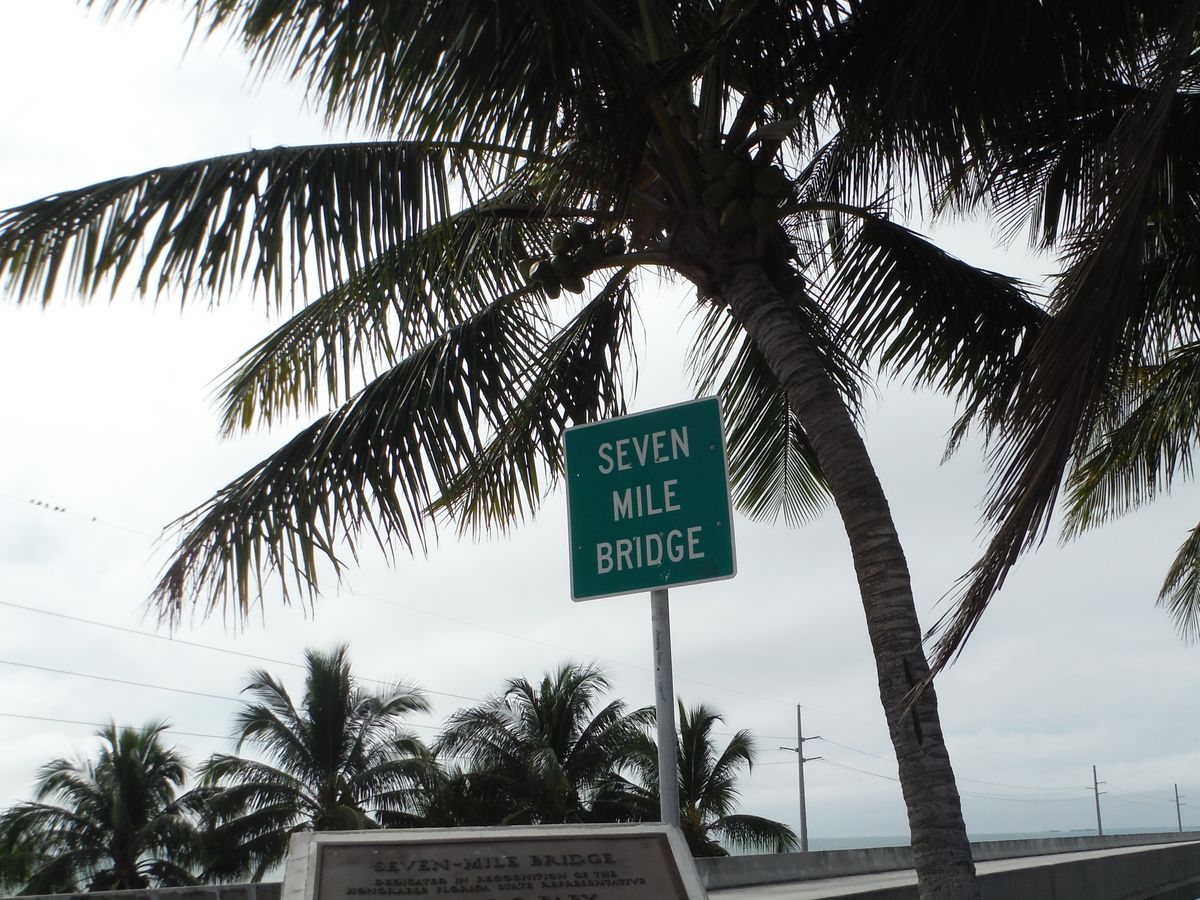 SEVEN
MILE
BRIDGE
SEVEN-MILE BRIDGE
DEDICATED IN RECOGNITION OF THE
HONORABLE FLORIDA STATE REPRESENTATIVE